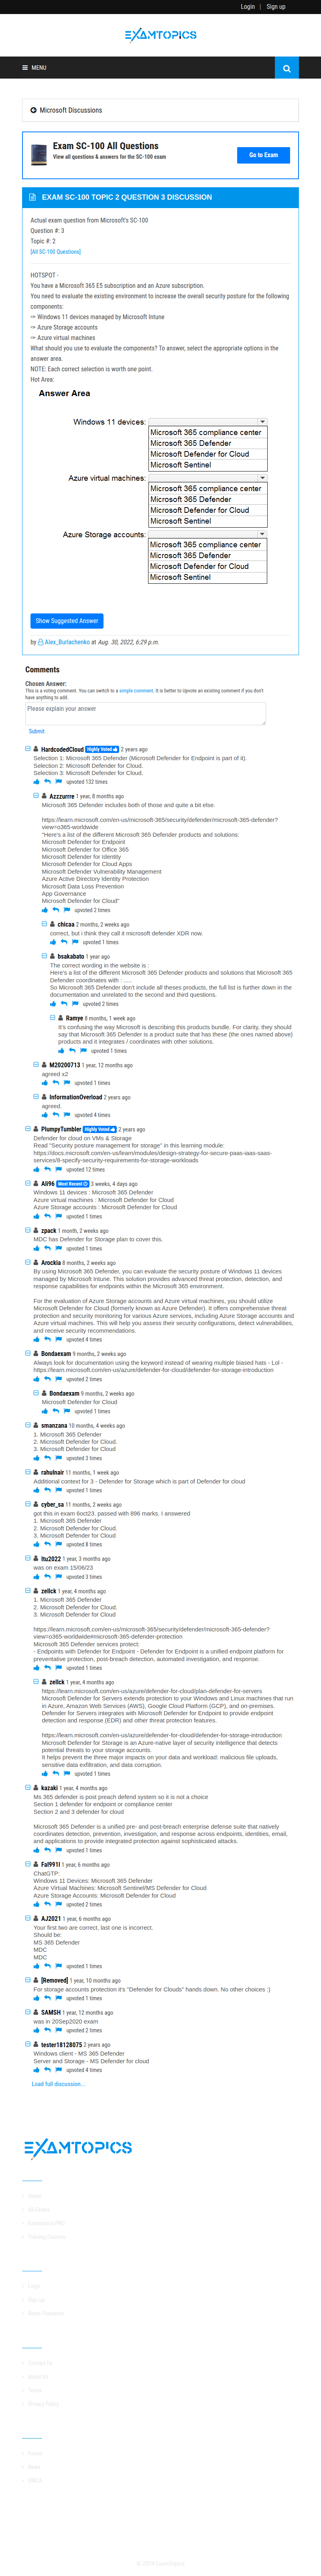 Login | Sign up
EXAMTOPICS
MENU
Microsoft Discussions
Exam SC-100 All Questions
View all questions & answers for the SC-100 exam
Go to Exam
EXAM SC-100 TOPIC 2 QUESTION 3 DISCUSSION
Actual exam question from Microsoft's SC-100
Question #: 3
Topic #: 2
[All SC-100 Questions]
HOTSPOT -
You have a Microsoft 365 E5 subscription and an Azure subscription.
You need to evaluate the existing environment to increase the overall security posture for the following
components:
✑ Windows 11 devices managed by Microsoft Intune
✑ Azure Storage accounts
✑ Azure virtual machines
What should you use to evaluate the components? To answer, select the appropriate options in the
answer area.
NOTE: Each correct selection is worth one point.
Hot Area:
Answer Area
Windows 11 devices:
Microsoft 365 compliance center
Microsoft 365 Defender
Microsoft Defender for Cloud
Microsoft Sentinel
Azure virtual machines:
Microsoft 365 compliance center
Microsoft 365 Defender
Microsoft Defender for Cloud
Microsoft Sentinel
Azure Storage accounts:
Microsoft 365 compliance center
Microsoft 365 Defender
Microsoft Defender for Cloud
Microsoft Sentinel
Show Suggested Answer
by Alex_Burlachenko at Aug. 30, 2022, 6:29 p.m.
Comments
Chosen Answer:
This is a voting comment. You can switch to a simple comment. It is better to Upvote an existing comment if you don't
have anything to add.
Please explain your answer
Submit
HardcodedCloud Highly Voted 2 years ago
Selection 1: Microsoft 365 Defender (Microsoft Defender for Endpoint is part of it).
Selection 2: Microsoft Defender for Cloud.
Selection 3: Microsoft Defender for Cloud.
upvoted 132 times
Azzzurrre 1 year, 8 months ago
Microsoft 365 Defender includes both of those and quite a bit else.
https://learn.microsoft.com/en-us/microsoft-365/security/defender/microsoft-365-defender?
view=o365-worldwide
"Here's a list of the different Microsoft 365 Defender products and solutions:
Microsoft Defender for Endpoint
Microsoft Defender for Office 365
Microsoft Defender for Identity
Microsoft Defender for Cloud Apps
Microsoft Defender Vulnerability Management
Azure Active Directory Identity Protection
Microsoft Data Loss Prevention
App Governance
Microsoft Defender for Cloud"
upvoted 2 times
chicaa 2 months, 2 weeks ago
correct, but i think they call it microsoft defender XDR now.
upvoted 1 times
bsakabato 1 year ago
The correct wording in the website is :
Here's a list of the different Microsoft 365 Defender products and solutions that Microsoft 365
Defender coordinates with : .....
So Microsoft 365 Defender don't include all theses products, the full list is further down in the
documentation and unrelated to the second and third questions.
upvoted 2 times
Ramye 8 months, 1 week ago
It's confusing the way Microsoft is describing this products bundle. For clarity, they should
say that Microsoft 365 Defender is a product suite that has these (the ones named above)
products and it integrates / coordinates with other solutions.
upvoted 1 times
M20200713 1 year, 12 months ago
agreed x2
upvoted 1 times
InformationOverload 2 years ago
agreed.
upvoted 4 times
PlumpyTumbler Highly Voted 2 years ago
Defender for cloud on VMs & Storage
Read "Security posture management for storage" in this learning module:
https://docs.microsoft.com/en-us/learn/modules/design-strategy-for-secure-paas-iaas-saas-
services/8-specify-security-requirements-for-storage-workloads
upvoted 12 times
Ali96 Most Recent 3 weeks, 4 days ago
Windows 11 devices : Microsoft 365 Defender
Azure virtual machines : Microsoft Defender for Cloud
Azure Storage accounts : Microsoft Defender for Cloud
upvoted 1 times
zpack 1 month, 2 weeks ago
MDC has Defender for Storage plan to cover this.
upvoted 1 times
Arockia 8 months, 2 weeks ago
By using Microsoft 365 Defender, you can evaluate the security posture of Windows 11 devices
managed by Microsoft Intune. This solution provides advanced threat protection, detection, and
response capabilities for endpoints within the Microsoft 365 environment.
For the evaluation of Azure Storage accounts and Azure virtual machines, you should utilize
Microsoft Defender for Cloud (formerly known as Azure Defender). It offers comprehensive threat
protection and security monitoring for various Azure services, including Azure Storage accounts and
Azure virtual machines. This will help you assess their security configurations, detect vulnerabilities,
and receive security recommendations.
upvoted 4 times
Bondaexam 9 months, 2 weeks ago
Always look for documentation using the keyword instead of wearing multiple biased hats - Lol -
https://learn.microsoft.com/en-us/azure/defender-for-cloud/defender-for-storage-introduction
upvoted 2 times
Bondaexam 9 months, 2 weeks ago
Microsoft Defender for Cloud
upvoted 1 times
smanzana 10 months, 4 weeks ago
1. Microsoft 365 Defender
2. Microsoft Defender for Cloud.
3. Microsoft Defender for Cloud
upvoted 3 times
rahulnair 11 months, 1 week ago
Additional context for 3 - Defender for Storage which is part of Defender for cloud
upvoted 1 times
cyber_sa 11 months, 2 weeks ago
got this in exam 6oct23. passed with 896 marks. I answered
1. Microsoft 365 Defender
2. Microsoft Defender for Cloud.
3. Microsoft Defender for Cloud
upvoted 8 times
Itu2022 1 year, 3 months ago
was on exam 15/06/23
upvoted 3 times
zellck 1 year, 4 months ago
1. Microsoft 365 Defender
2. Microsoft Defender for Cloud.
3. Microsoft Defender for Cloud
https://learn.microsoft.com/en-us/microsoft-365/security/defender/microsoft-365-defender?
view=o365-worldwide#microsoft-365-defender-protection
Microsoft 365 Defender services protect:
- Endpoints with Defender for Endpoint - Defender for Endpoint is a unified endpoint platform for
preventative protection, post-breach detection, automated investigation, and response.
upvoted 1 times
zellck 1 year, 4 months ago
https://learn.microsoft.com/en-us/azure/defender-for-cloud/plan-defender-for-servers
Microsoft Defender for Servers extends protection to your Windows and Linux machines that run
in Azure, Amazon Web Services (AWS), Google Cloud Platform (GCP), and on-premises.
Defender for Servers integrates with Microsoft Defender for Endpoint to provide endpoint
detection and response (EDR) and other threat protection features.
https://learn.microsoft.com/en-us/azure/defender-for-cloud/defender-for-storage-introduction
Microsoft Defender for Storage is an Azure-native layer of security intelligence that detects
potential threats to your storage accounts.
It helps prevent the three major impacts on your data and workload: malicious file uploads,
sensitive data exfiltration, and data corruption.
upvoted 1 times
kazaki 1 year, 4 months ago
Ms 365 defender is post preach defend system so it is not a choice
Section 1 defender for endpoint or compliance center
Section 2 and 3 defender for cloud
Microsoft 365 Defender is a unified pre- and post-breach enterprise defense suite that natively
coordinates detection, prevention, investigation, and response across endpoints, identities, email,
and applications to provide integrated protection against sophisticated attacks.
upvoted 1 times
Fal991l 1 year, 6 months ago
ChatGTP:
Windows 11 Devices: Microsoft 365 Defender
Azure Virtual Machines: Microsoft Sentinel/MS Defender for Cloud
Azure Storage Accounts: Microsoft Defender for Cloud
upvoted 2 times
AJ2021 1 year, 6 months ago
Your first two are correct, last one is incorrect.
Should be:
MS 365 Defender
MDC
MDC
upvoted 1 times
[Removed] 1 year, 10 months ago
For storage accounts protection it's "Defender for Clouds" hands down. No other choices :)
upvoted 1 times
SAMSH 1 year, 12 months ago
was in 20Sep2020 exam
upvoted 2 times
tester18128075 2 years ago
Windows client - MS 365 Defender
Server and Storage - MS Defender for cloud
upvoted 4 times
Load full discussion...
EXAMTOPICS
Login
Sign up
Contact Us
About Us
Terms
Privacy Policy
Forum
News
DMCA
© 2024 ExamTopics